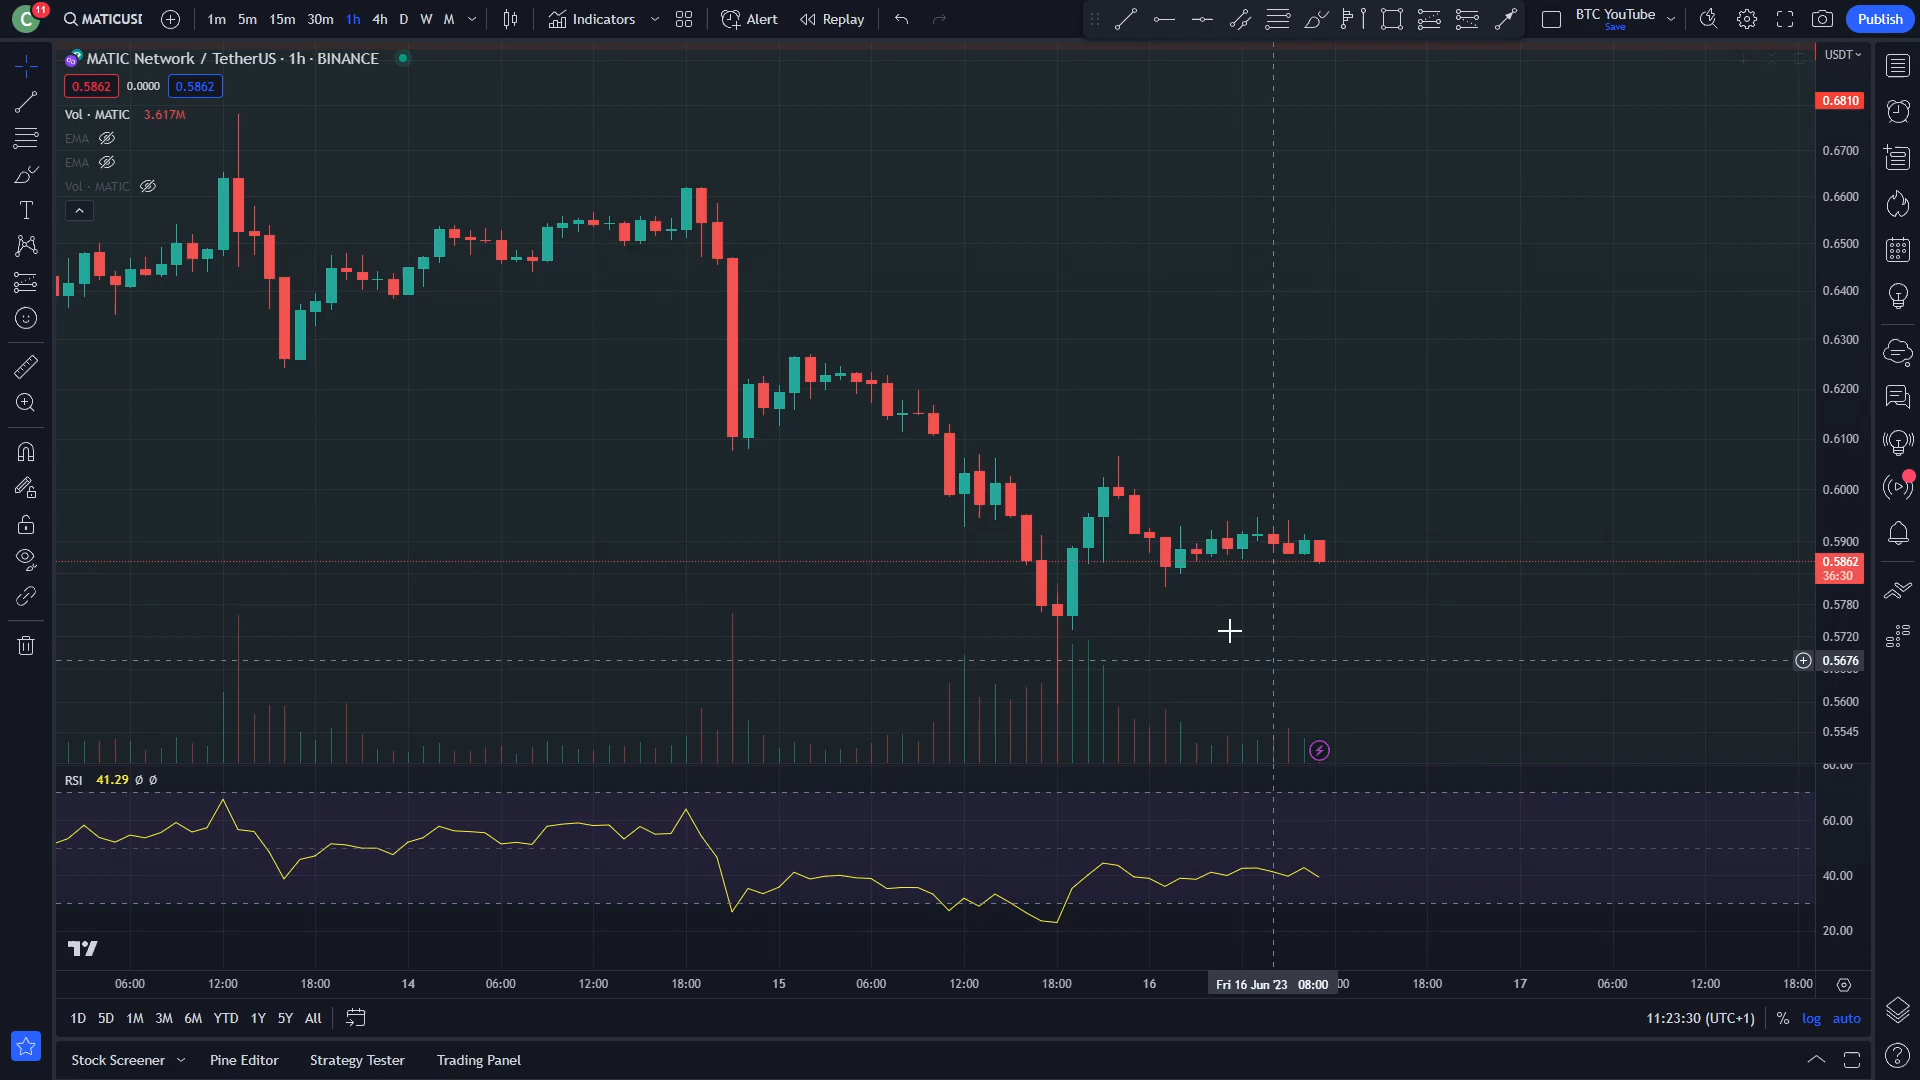 C 11 MATICUSI 1m 5m 15m 30m 1h 4h D W M Indicators Alert Replay BTC YouTube Save Publish
MATIC Network / TetherUS · 1h · BINANCE USDT
0.5862 0.0000 0.5862
0.6810
Vol · MATIC 3.617M
EMA
EMA
Vol · MATIC
0.6700
0.6600
0.6500
0.6400
0.6300
0.6200
0.6100
0.6000
0.5900
0.5862
36:30
0.5780
0.5720
0.5676
0.5600
0.5545
80.00
RSI 41.29 Ø Ø
60.00
40.00
20.00
06:00 12:00 18:00 14 06:00 12:00 18:00 15 06:00 12:00 18:00 16 Fri 16 Jun '23 08:00 :00 18:00 17 06:00 12:00 18:00
1D 5D 1M 3M 6M YTD 1Y 5Y All 11:23:30 (UTC+1) % log auto
Stock Screener Pine Editor Strategy Tester Trading Panel